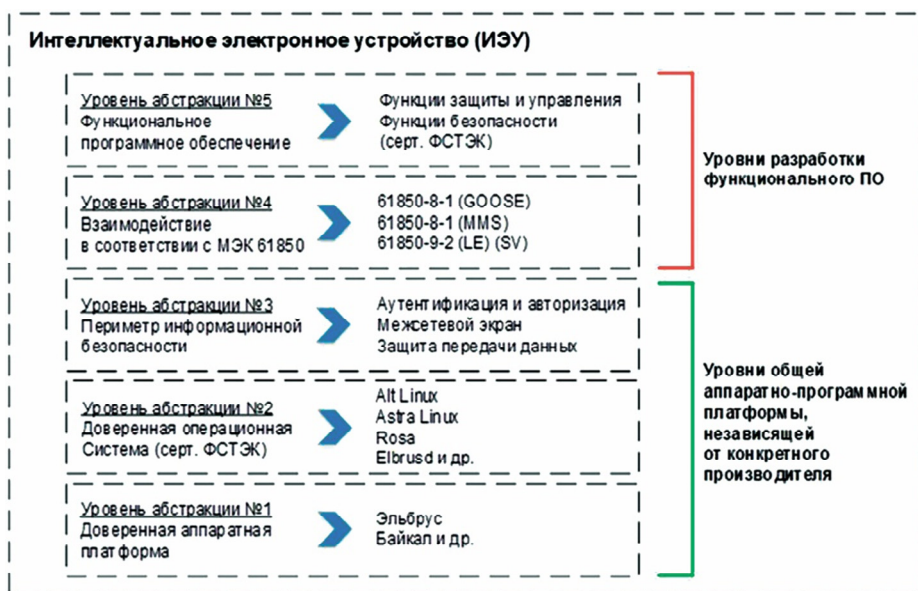 Интеллектуальное электронное устройство (ИЭУ)
Уровень абстракции №5
Функциональное
программное обеспечение
Функции защиты и управления
Функции безопасности
(серт. ФСТЭК)
Уровень абстракции №4
Взаимодействие
в соответствии с МЭК 61850
61850-8-1 (GOOSE)
61850-8-1 (MMS)
61850-9-2 (LE) (SV)
Уровни разработки
функционального ПО
Уровень абстракции №3
Периметр информационной
безопасности
Аутентификация и авторизация
Межсетевой экран
Защита передачи данных
Уровень абстракции №2
Доверенная операционная
Система (серт. ФСТЭК)
Alt Linux
Astra Linux
Rosa
Elbrusd и др.
Уровень абстракции №1
Доверенная аппаратная
платформа
Эльбрус
Байкал и др.
Уровни общей
аппаратно-программной
платформы,
независящей
от конкретного
производителя